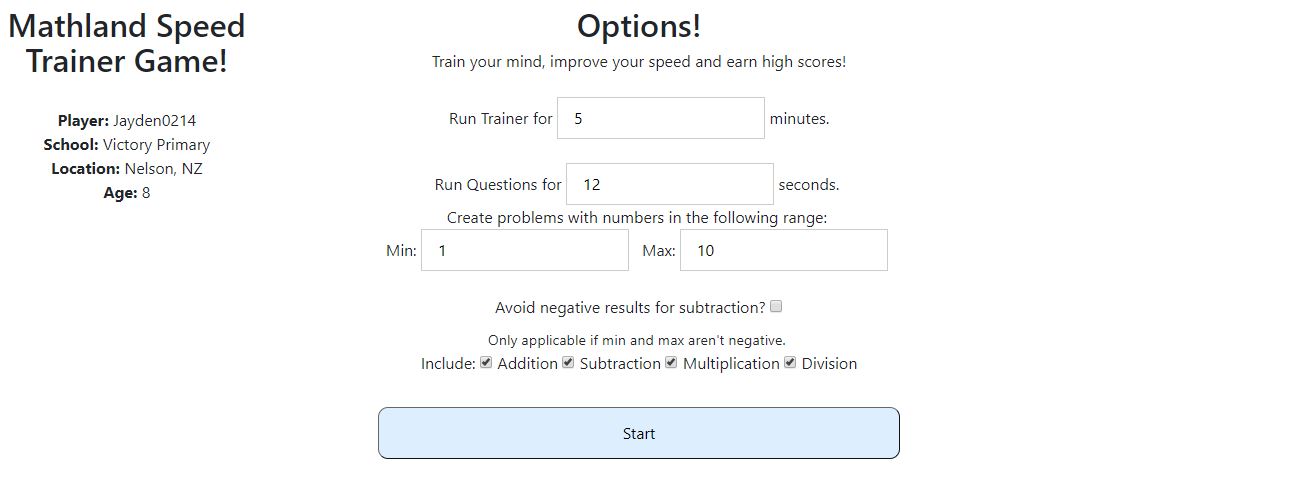 Mathland Speed
Trainer Game!
Player: Jayden0214
School: Victory Primary
Location: Nelson, NZ
Age: 8
Options!
Train your mind, improve your speed and earn high scores!
Run Trainer for 5 minutes.
Run Questions for 12 seconds.
Create problems with numbers in the following range:
Min: 1 Max: 10
Avoid negative results for subtraction?
Only applicable if min and max aren't negative.
Include: Addition Subtraction Multiplication Division
Start